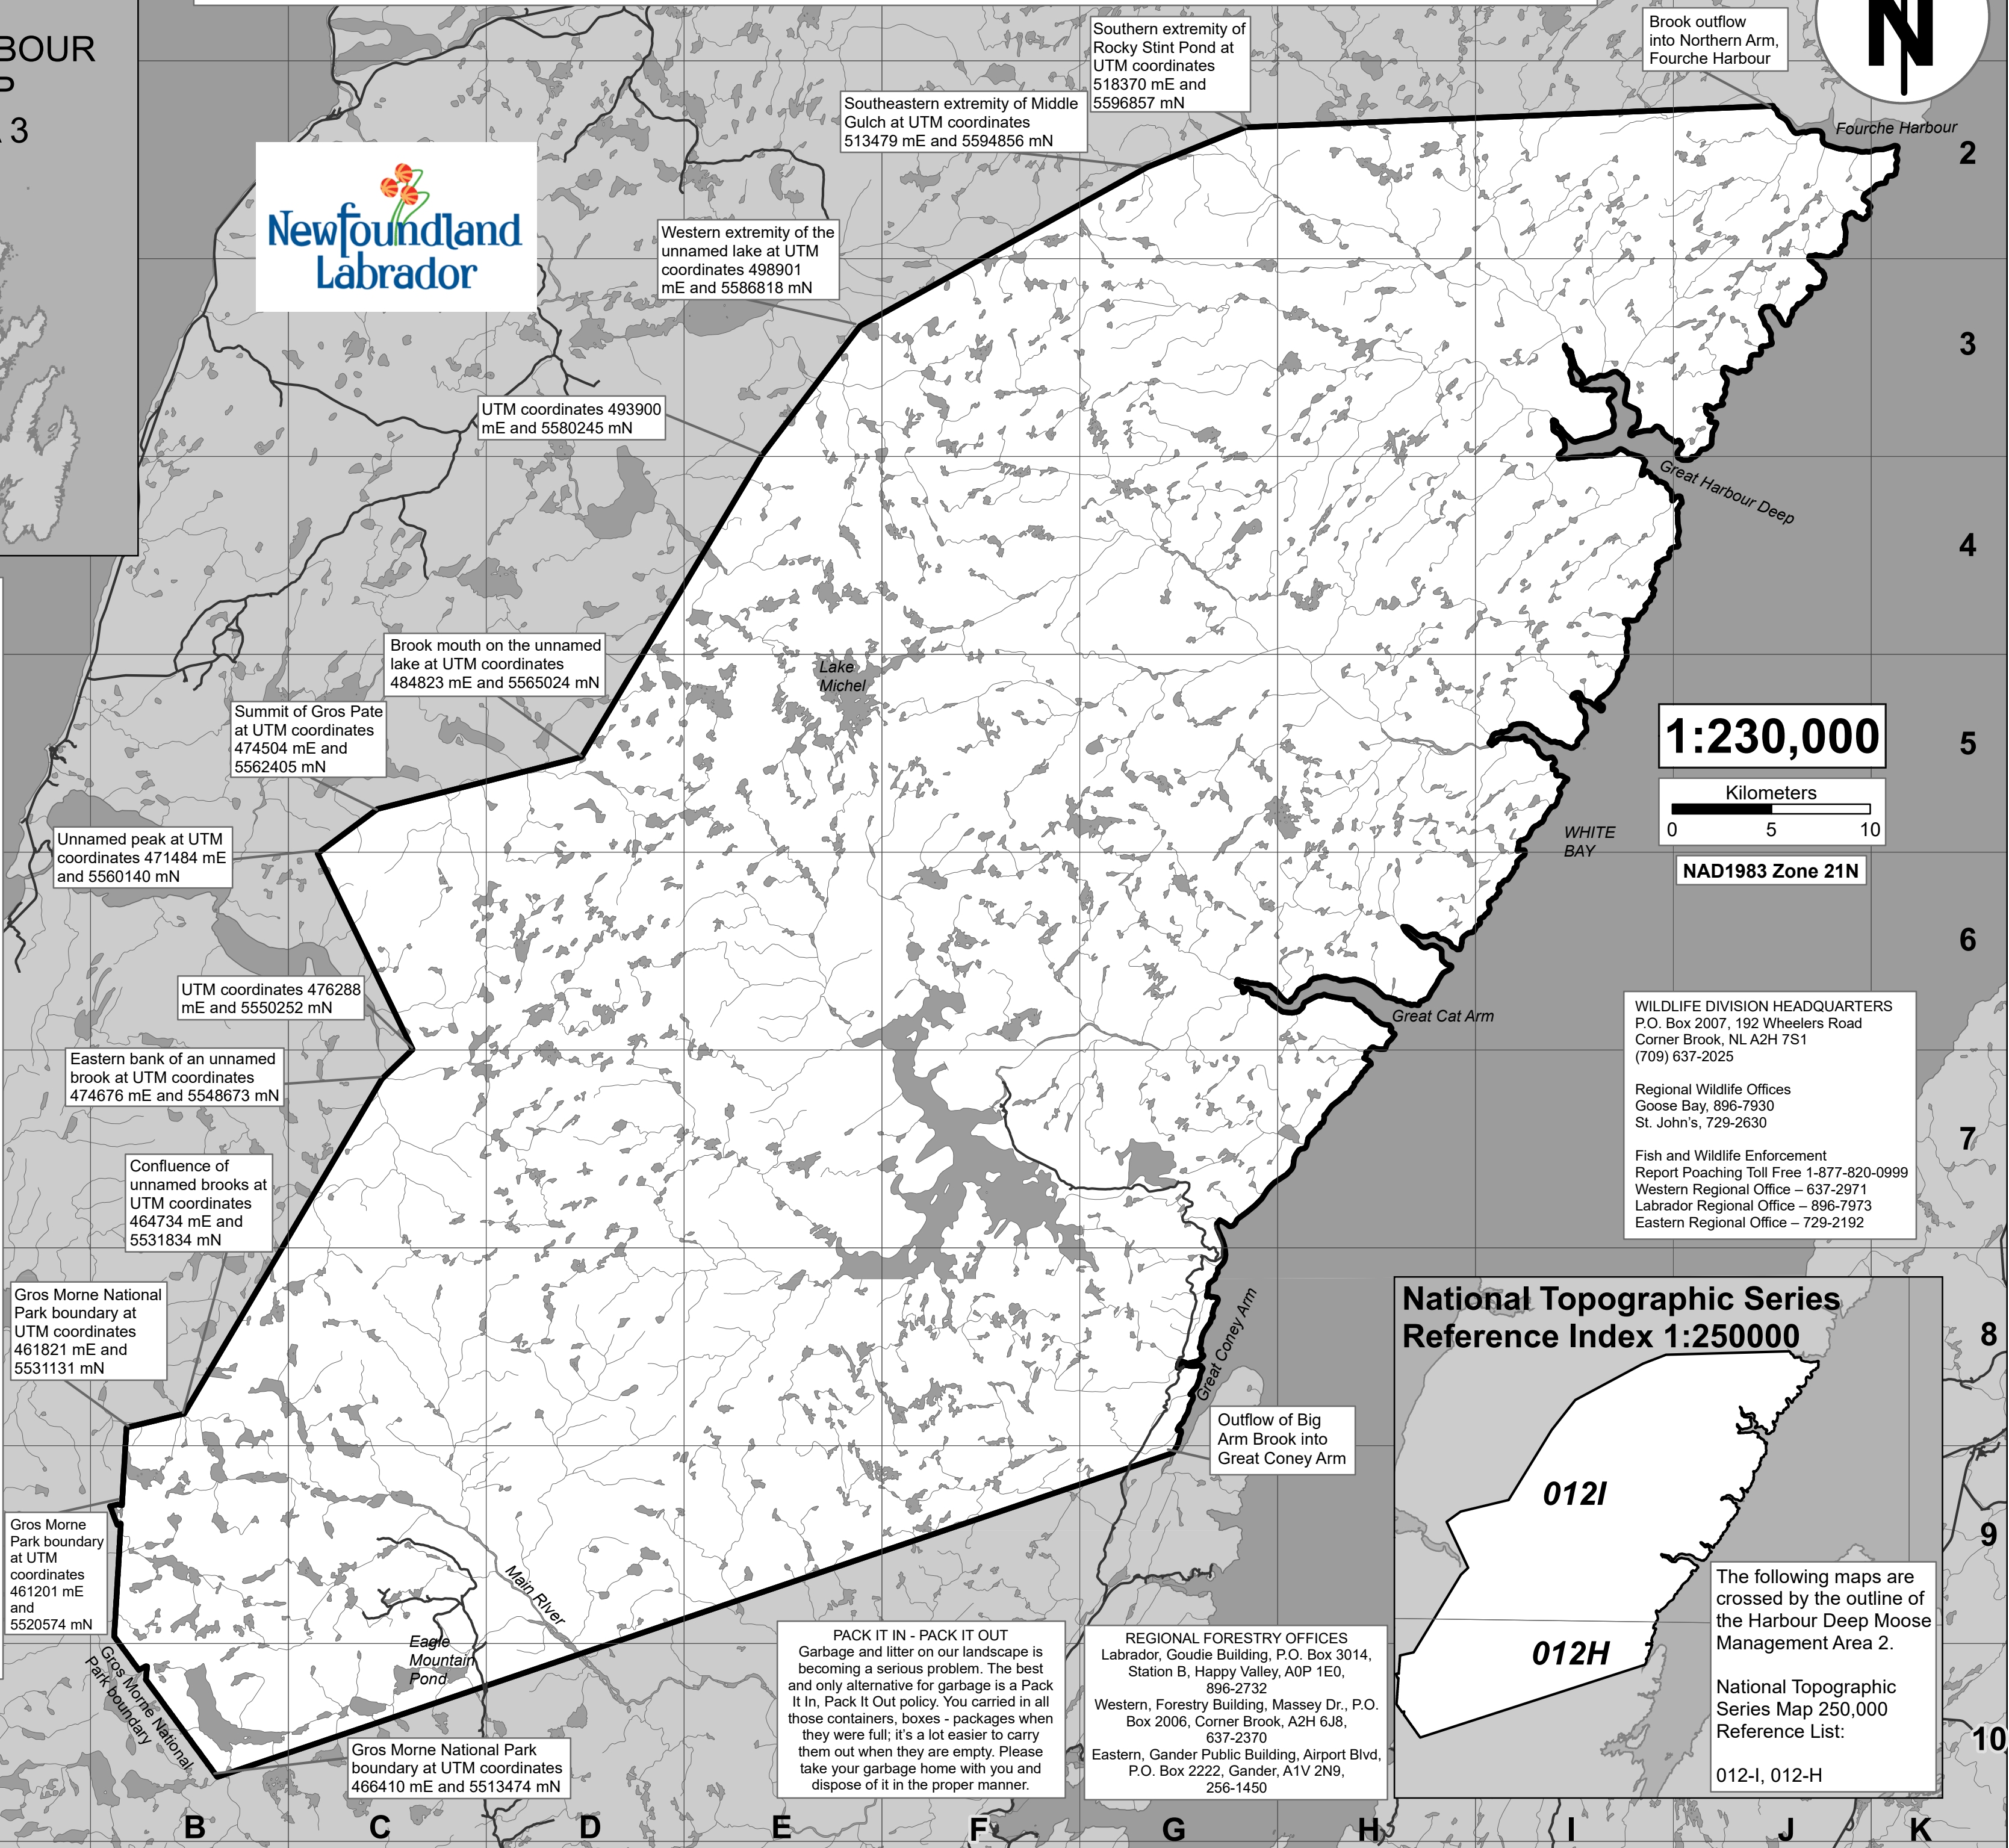 BOUR
P
3
Newfoundland
Labrador
Southern extremity of
Rocky Stint Pond at
UTM coordinates
518370 mE and
5596857 mN
Brook outflow
into Northern Arm,
Fourche Harbour
N
Southeastern extremity of Middle
Gulch at UTM coordinates
513479 mE and 5594856 mN
Fourche Harbour
2
Western extremity of the
unnamed lake at UTM
coordinates 498901
mE and 5586818 mN
3
UTM coordinates 493900
mE and 5580245 mN
Great Harbour Deep
4
Brook mouth on the unnamed
lake at UTM coordinates
484823 mE and 5565024 mN
Lake
Michel
Summit of Gros Pate
at UTM coordinates
474504 mE and
5562405 mN
1:230,000
5
Kilometers
0 5 10
Unnamed peak at UTM
coordinates 471484 mE
and 5560140 mN
WHITE
BAY
NAD1983 Zone 21N
6
UTM coordinates 476288
mE and 5550252 mN
Great Cat Arm
WILDLIFE DIVISION HEADQUARTERS
P.O. Box 2007, 192 Wheelers Road
Corner Brook, NL A2H 7S1
(709) 637-2025
Regional Wildlife Offices
Goose Bay, 896-7930
St. John's, 729-2630
Fish and Wildlife Enforcement
Report Poaching Toll Free 1-877-820-0999
Western Regional Office – 637-2971
Labrador Regional Office – 896-7973
Eastern Regional Office – 729-2192
Eastern bank of an unnamed
brook at UTM coordinates
474676 mE and 5548673 mN
7
Confluence of
unnamed brooks at
UTM coordinates
464734 mE and
5531834 mN
Gros Morne National
Park boundary at
UTM coordinates
461821 mE and
5531131 mN
Great Coney Arm
National Topographic Series
Reference Index 1:250000
8
Outflow of Big
Arm Brook into
Great Coney Arm
012I
9
Gros Morne
Park boundary
at UTM
coordinates
461201 mE
and
5520574 mN
Main RIver
Eagle
Mountain
Pond
Gros Morne National
Park boundary
012H
The following maps are
crossed by the outline of
the Harbour Deep Moose
Management Area 2.
National Topographic
Series Map 250,000
Reference List:
012-I, 012-H
PACK IT IN - PACK IT OUT
Garbage and litter on our landscape is
becoming a serious problem. The best
and only alternative for garbage is a Pack
It In, Pack It Out policy. You carried in all
those containers, boxes - packages when
they were full; it's a lot easier to carry
them out when they are empty. Please
take your garbage home with you and
dispose of it in the proper manner.
REGIONAL FORESTRY OFFICES
Labrador, Goudie Building, P.O. Box 3014,
Station B, Happy Valley, A0P 1E0,
896-2732
Western, Forestry Building, Massey Dr., P.O.
Box 2006, Corner Brook, A2H 6J8,
637-2370
Eastern, Gander Public Building, Airport Blvd,
P.O. Box 2222, Gander, A1V 2N9,
256-1450
10
Gros Morne National Park
boundary at UTM coordinates
466410 mE and 5513474 mN
B C D E F G H I J K